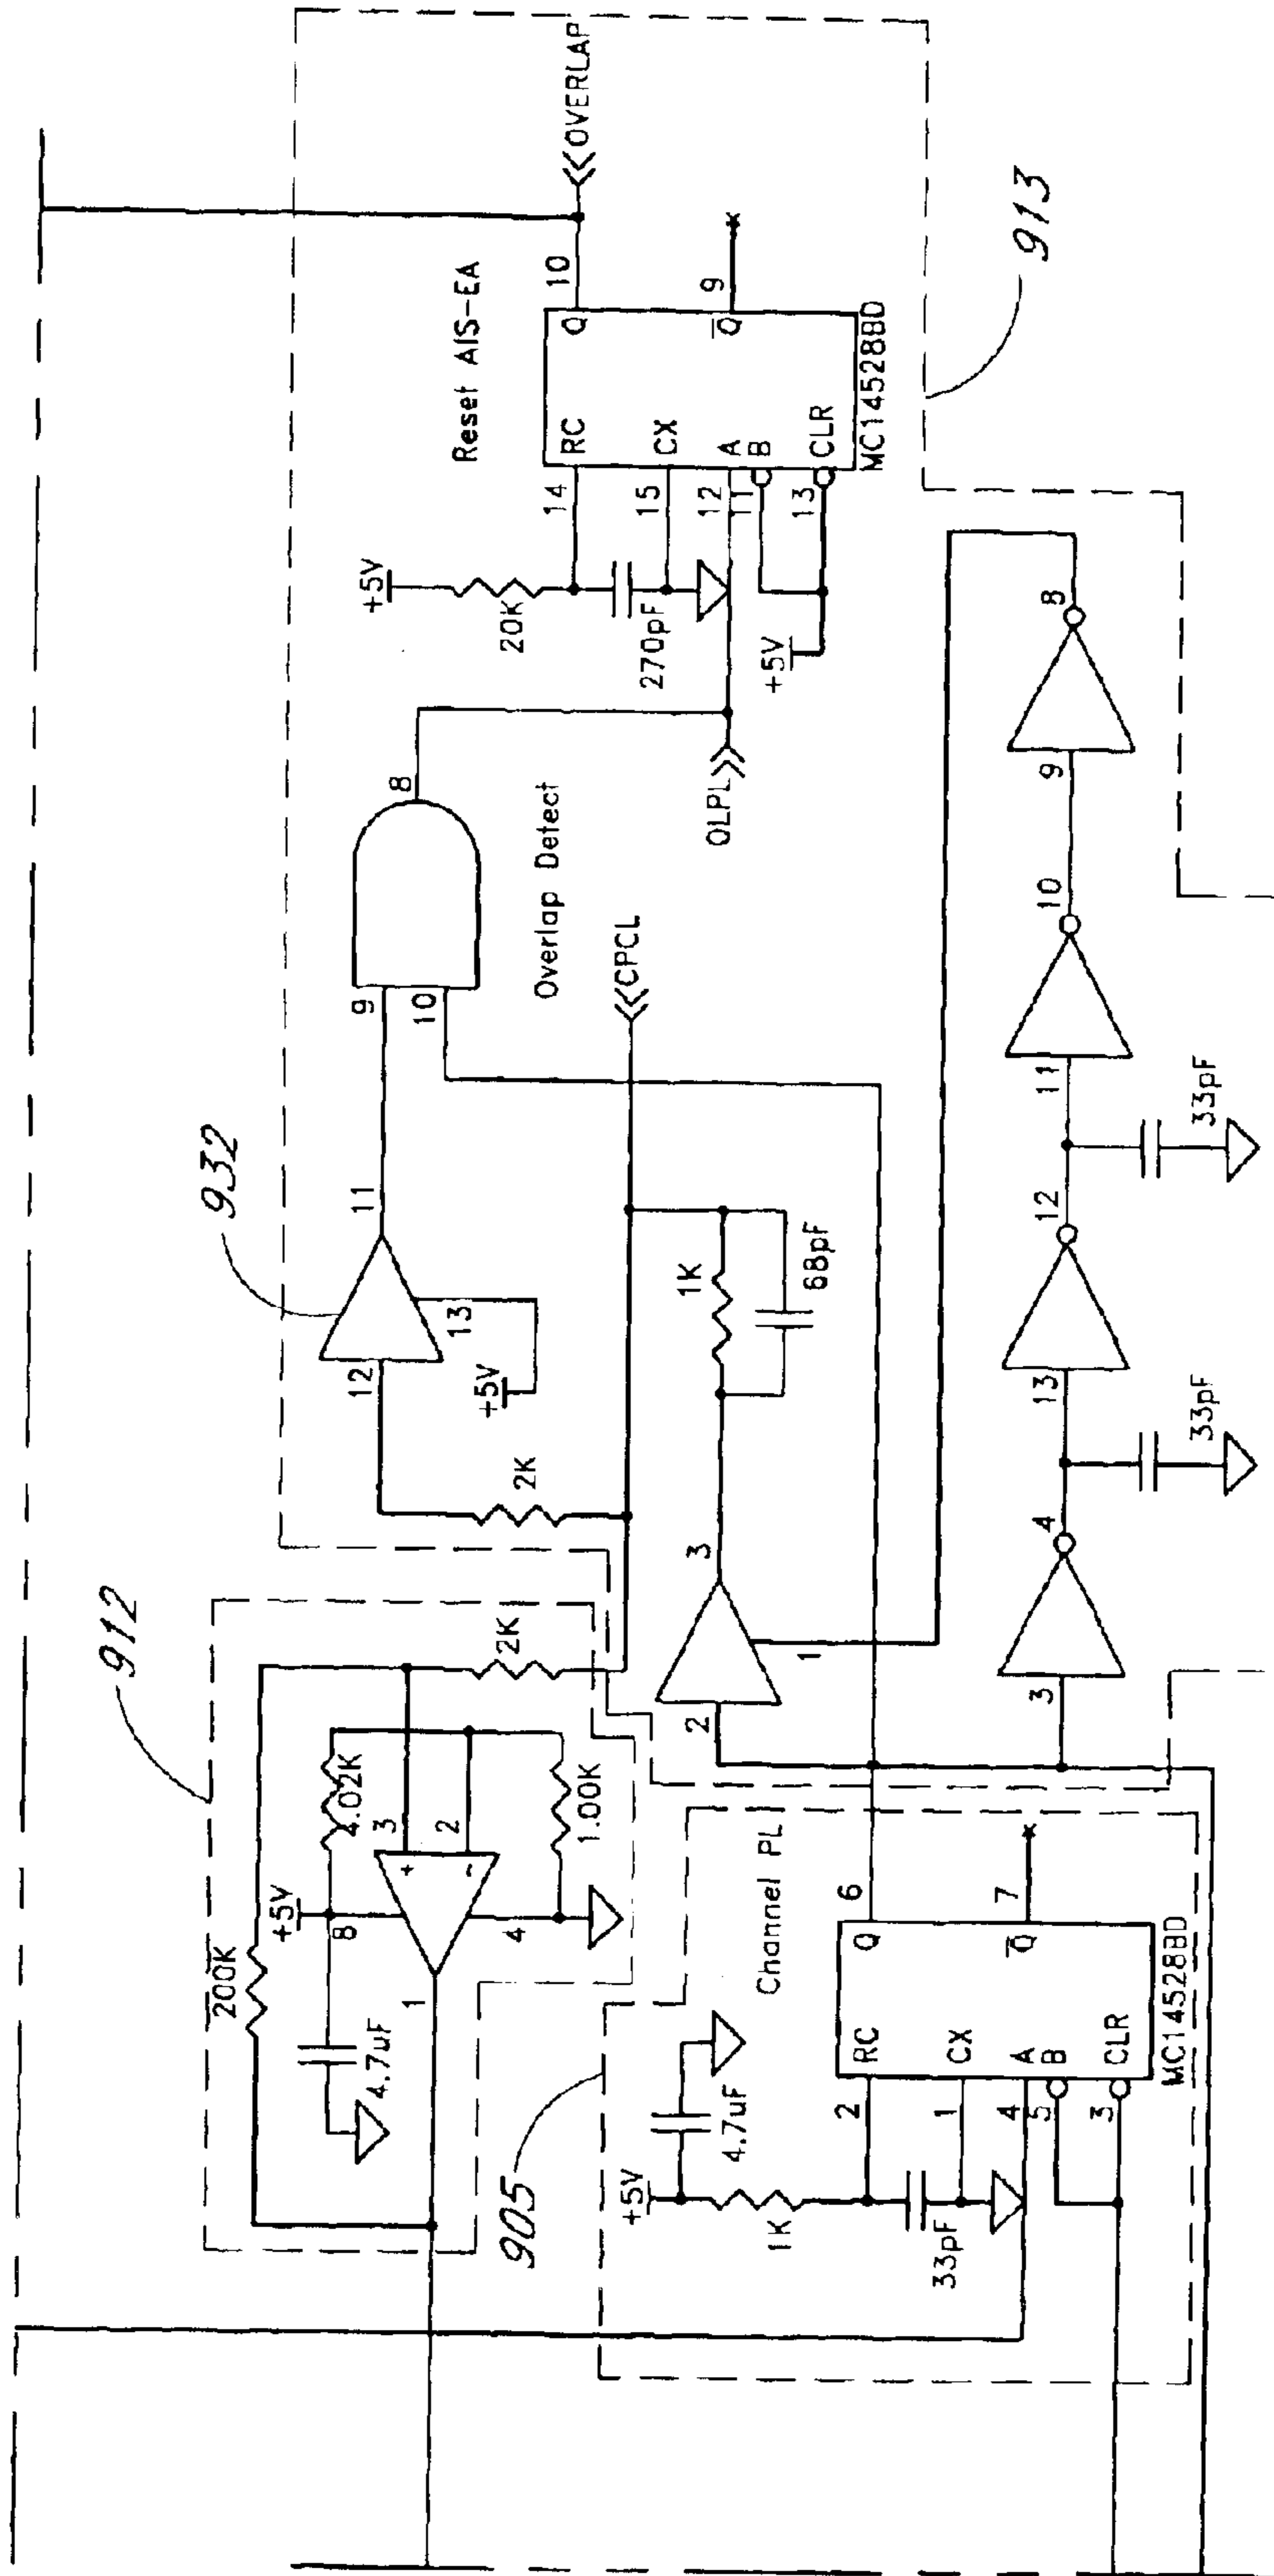 912
200K
+5V
8
4.02K
3
+
2
-
4.7uF
1
4
1.00K
2K
932
12
11
13
+5V
2K
9
10
8
Overlap Detect
<<CPCL
OLPL>>
+5V
20K
270pF
14
15
12
11
13
+5V
Reset AIS-EA
RC
CX
A
B
CLR
Q
Q
10
9
MC14528BD
<<OVERLAP
913
905
+5V
4.7uF
1K
33pF
Channel PL
2
1
4
5
3
RC
CX
A
B
CLR
Q
Q
6
7
MC14528BD
2
3
1
1K
68pF
3
4
13
12
11
10
9
8
33pF
33pF